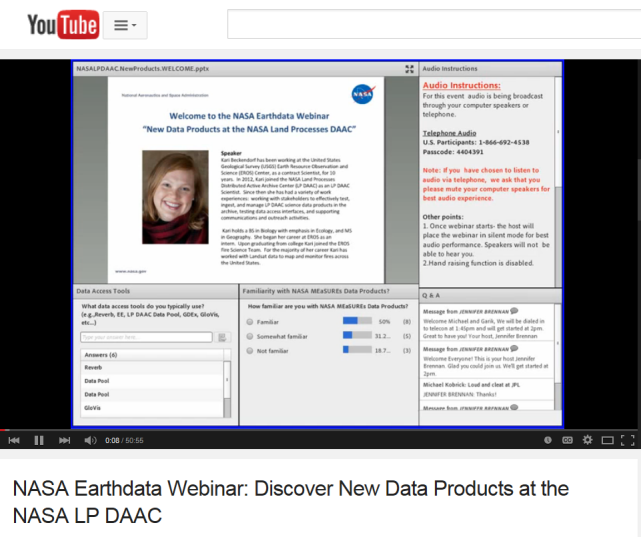 YouTube
NASALPDAAC.NewProducts.WELCOME.pptx
National Aeronautics and Space Administration
NASA
Welcome to the NASA Earthdata Webinar
"New Data Products at the NASA Land Processes DAAC"
Speaker
Kari Beckendorf has been working at the United States
Geological Survey (USGS) Earth Resource Observation and
Science (EROS) Center, as a contract Scientist, for 10
years. In 2012, Kari joined the NASA Land Processes
Distributed Active Archive Center (LP DAAC) as an LP DAAC
Scientist. Since then she has had a variety of work
experiences: working with stakeholders to effectively test,
ingest, and manage LP DAAC science data products in the
archive, testing data access interfaces, and supporting
communications and outreach activities.
Kari holds a BS in Biology with emphasis in Ecology, and MS
in Geography. She began her career at EROS as an
intern. Upon graduating from college Kari joined the EROS
Fire Science Team. For the majority of her career Kari has
worked with Landsat data to map and monitor fires across
the United States.
www.nasa.gov
Audio Instructions
Audio Instructions:
For this event audio is being broadcast
through your computer speakers or
telephone.
Telephone Audio
U.S. Participants: 1-866-692-4538
Passcode: 4404391
Note: If you have chosen to listen to
audio via telephone, we ask that you
please mute your computer speakers for
best audio experience.
Other points:
1. Once webinar starts- the host will
place the webinar in silent mode for best
audio performance. Speakers will not be
able to hear you.
2.Hand raising function is disabled.
Data Access Tools
What data access tools do you typically use?
(e.g.,Reverb, EE, LP DAAC Data Pool, GDEx, GloVis,
etc...)
Type your answer here...
Answers (6)
Reverb
Data Pool
Data Pool
GloVis
Familiarity with NASA MEaSUREs Data Products?
How familiar are you with NASA MEaSUREs Data Products?
Familiar 50% (8)
Somewhat familiar 31.2... (5)
Not familiar 18.7... (3)
Q & A
Message from JENNIFER BRENNAN
Welcome Michael and Garik, We will be dialed in
to telecon at 1:45pm and will get started at 2pm.
Great to have you! Your host, Jennifer
Message from JENNIFER BRENNAN
Welcome Everyone! This is your host Jennifer
Brennan. Glad you could join us. We'll get started at
2pm.
Michael Kobrick: Loud and cleat at JPL
JENNIFER BRENNAN: Thanks!
Message from JENNIFER BRENNAN
0:08 / 50:55
CC
NASA Earthdata Webinar: Discover New Data Products at the
NASA LP DAAC